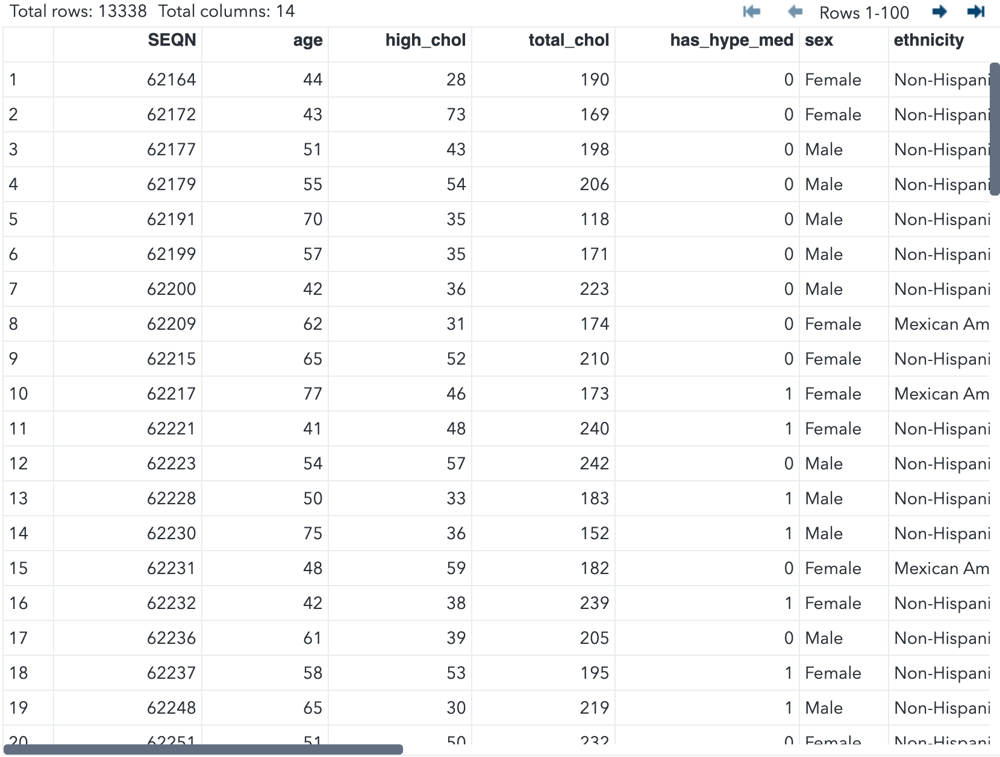 Total rows: 13338 Total columns: 14 Rows 1-100
SEQN age high_chol total_chol has_hype_med sex ethnicity
1 62164 44 28 190 0 Female Non-Hispani
2 62172 43 73 169 0 Female Non-Hispani
3 62177 51 43 198 0 Male Non-Hispani
4 62179 55 54 206 0 Male Non-Hispani
5 62191 70 35 118 0 Male Non-Hispani
6 62199 57 35 171 0 Male Non-Hispani
7 62200 42 36 223 0 Male Non-Hispani
8 62209 62 31 174 0 Female Mexican Am
9 62215 65 52 210 0 Female Non-Hispani
10 62217 77 46 173 1 Female Mexican Am
11 62221 41 48 240 1 Female Non-Hispani
12 62223 54 57 242 0 Male Non-Hispani
13 62228 50 33 183 1 Male Non-Hispani
14 62230 75 36 152 1 Male Non-Hispani
15 62231 48 59 182 0 Female Mexican Am
16 62232 42 38 239 1 Female Non-Hispani
17 62236 61 39 205 0 Male Non-Hispani
18 62237 58 53 195 1 Female Non-Hispani
19 62248 65 30 219 1 Male Non-Hispani
20 62251 51 50 232 0 Female Non-Hispani